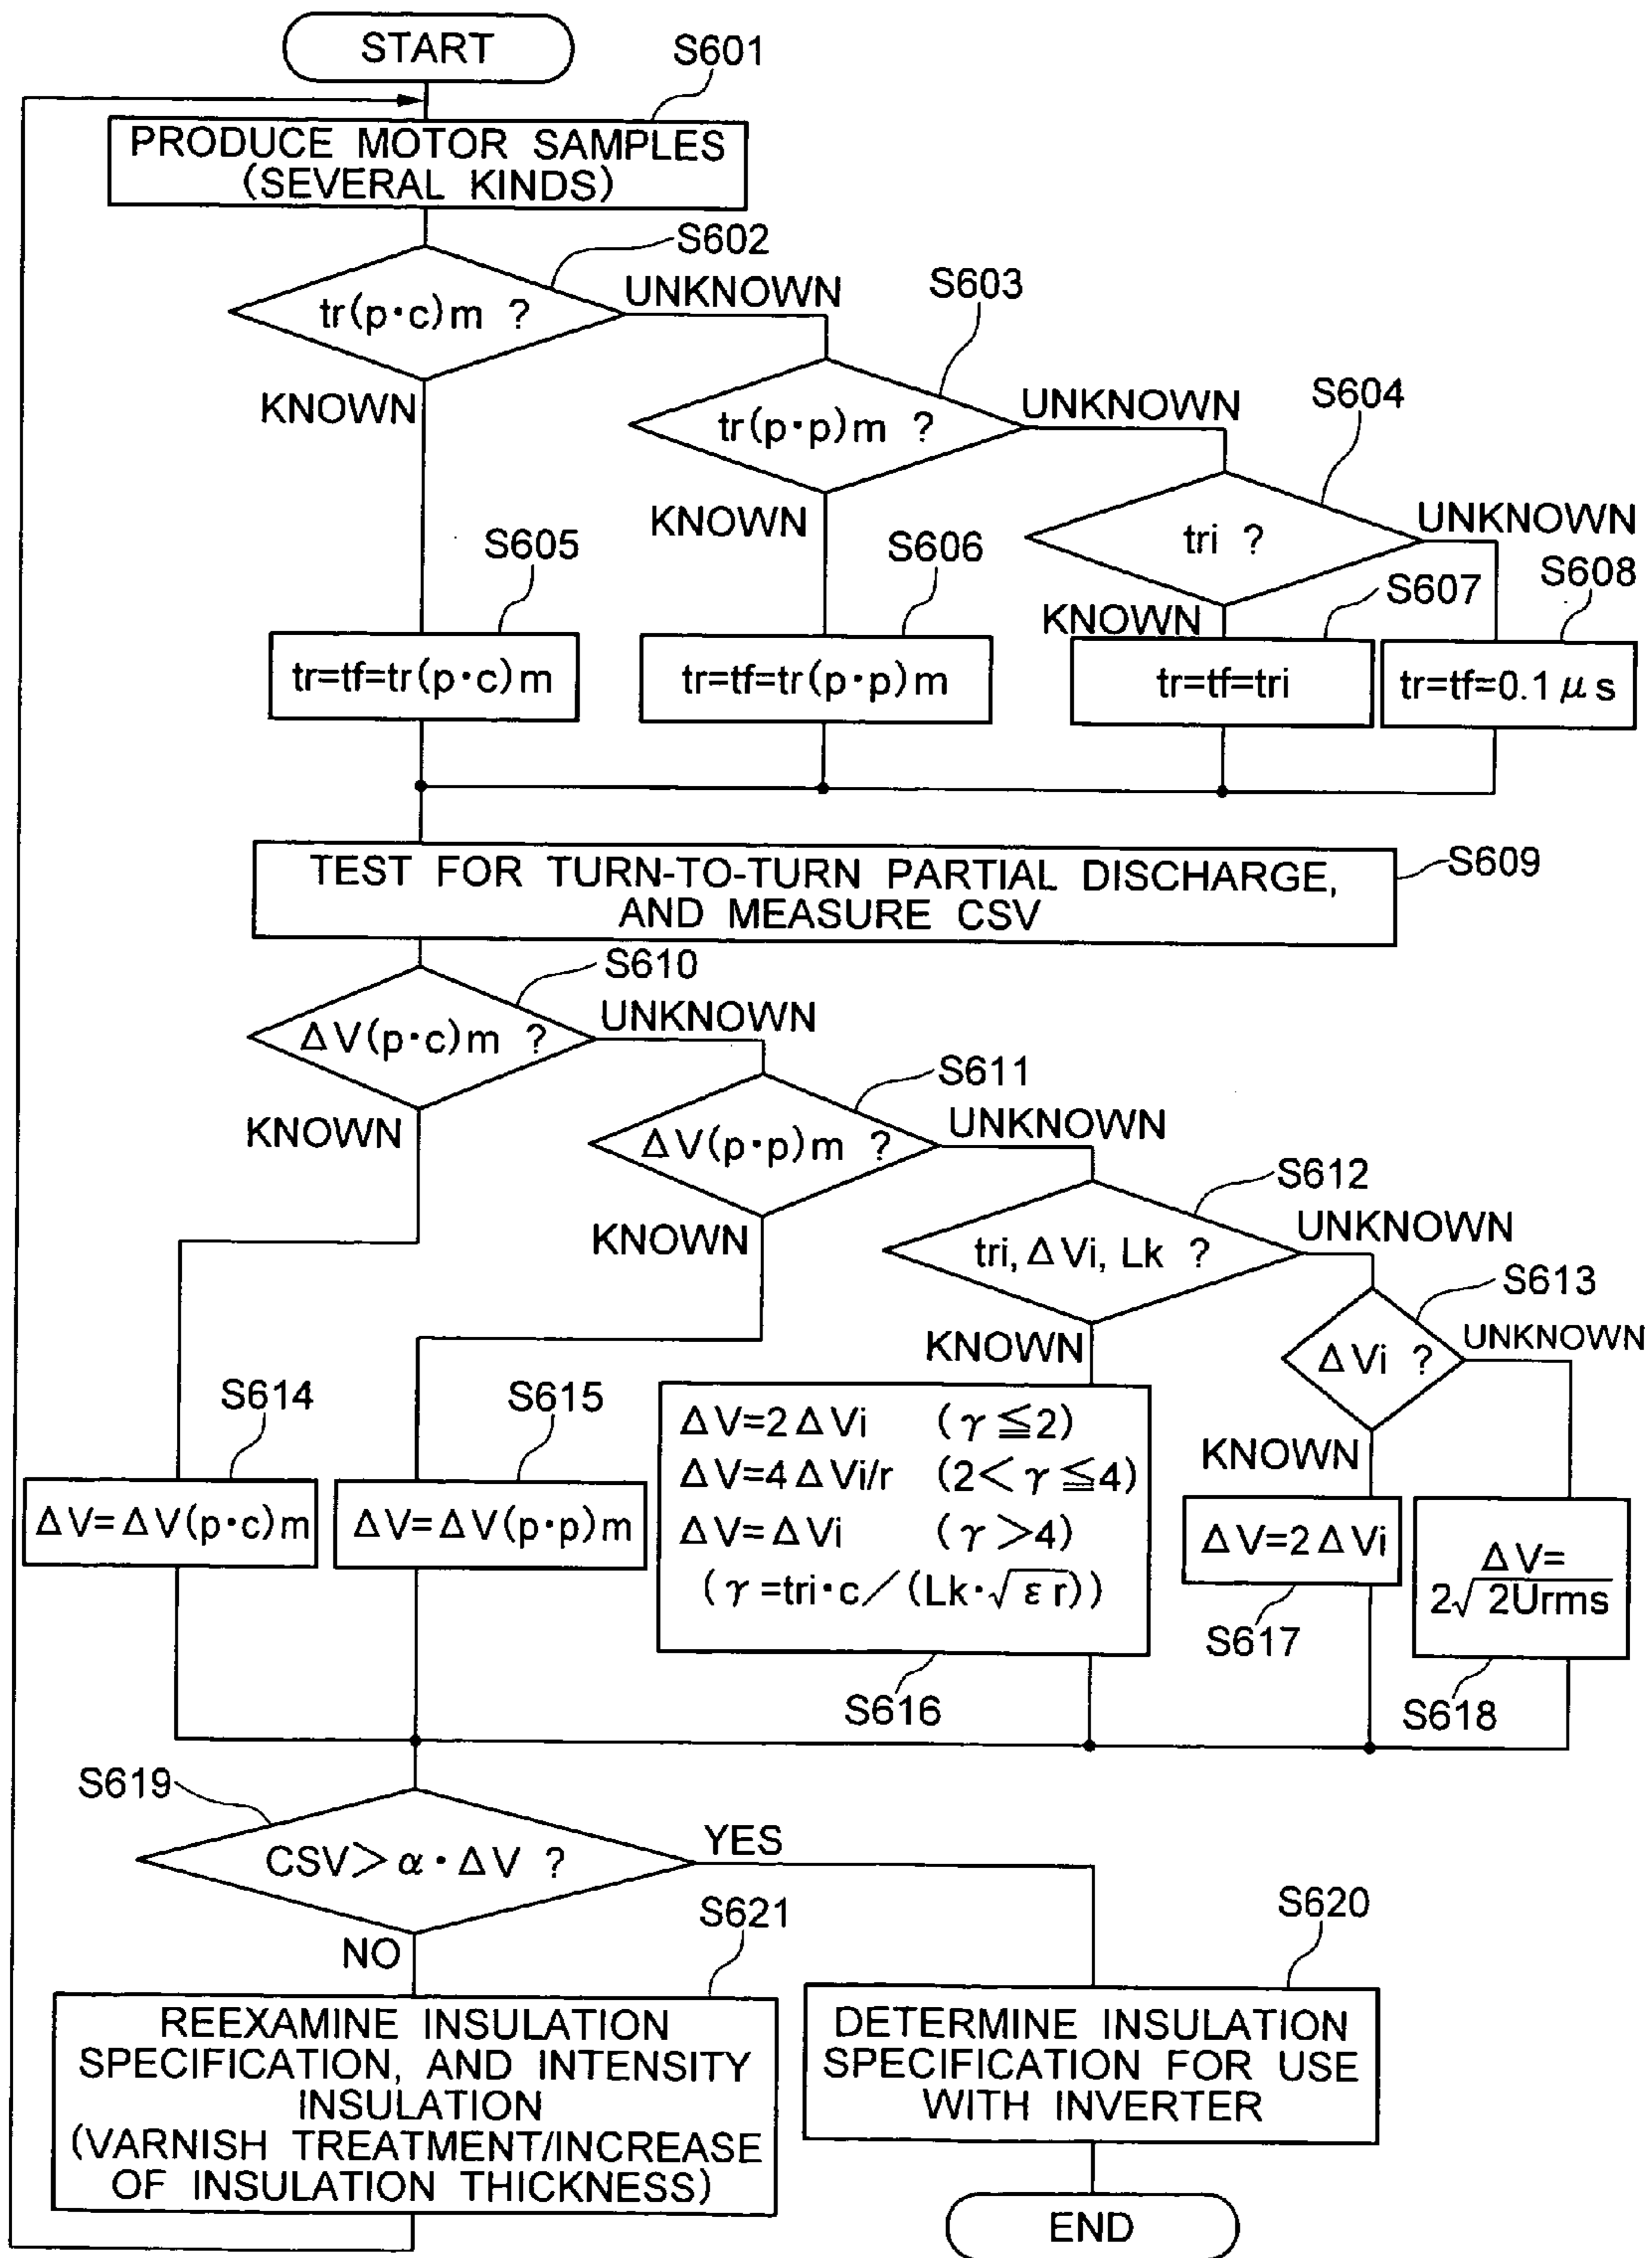 START
S601
PRODUCE MOTOR SAMPLES
(SEVERAL KINDS)
S602
tr(p・c)m ?
UNKNOWN
KNOWN
S603
tr(p・p)m ?
UNKNOWN
KNOWN
S604
tri ?
UNKNOWN
KNOWN
S605
tr=tf=tr(p・c)m
S606
tr=tf=tr(p・p)m
S607
tr=tf=tri
S608
tr=tf=0.1μs
TEST FOR TURN-TO-TURN PARTIAL DISCHARGE,
AND MEASURE CSV
S609
S610
ΔV(p・c)m ?
UNKNOWN
KNOWN
S611
ΔV(p・p)m ?
UNKNOWN
KNOWN
S612
tri, ΔVi, Lk ?
UNKNOWN
KNOWN
S613
ΔVi ?
UNKNOWN
KNOWN
S614
ΔV=ΔV(p・c)m
S615
ΔV=ΔV(p・p)m
ΔV=2ΔVi (γ≦2)
ΔV=4ΔVi/r (2<γ≦4)
ΔV=ΔVi (γ>4)
(γ=tri・c/(Lk・√εr))
S616
ΔV=2ΔVi
S617
ΔV=
2√2Urms
S618
S619
CSV>α・ΔV ?
YES
NO
S621
REEXAMINE INSULATION
SPECIFICATION, AND INTENSITY
INSULATION
(VARNISH TREATMENT/INCREASE
OF INSULATION THICKNESS)
S620
DETERMINE INSULATION
SPECIFICATION FOR USE
WITH INVERTER
END